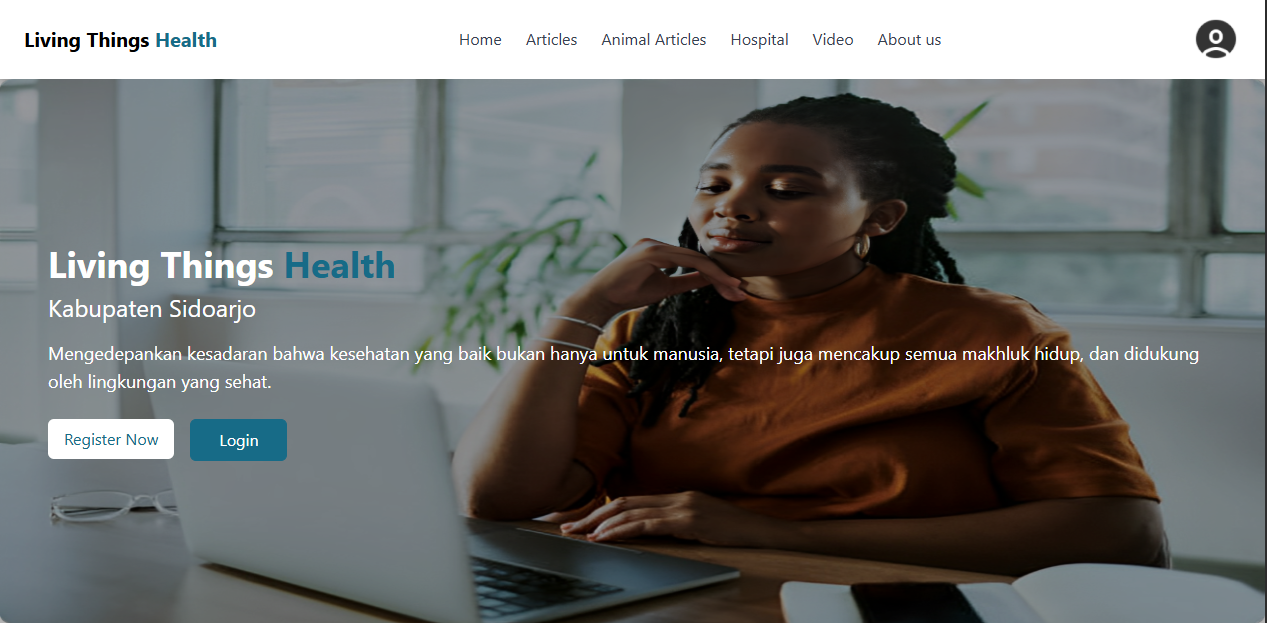 Living Things Health
Home Articles Animal Articles Hospital Video About us
Living Things Health
Kabupaten Sidoarjo
Mengedepankan kesadaran bahwa kesehatan yang baik bukan hanya untuk manusia, tetapi juga mencakup semua makhluk hidup, dan didukung
oleh lingkungan yang sehat.
Register Now Login